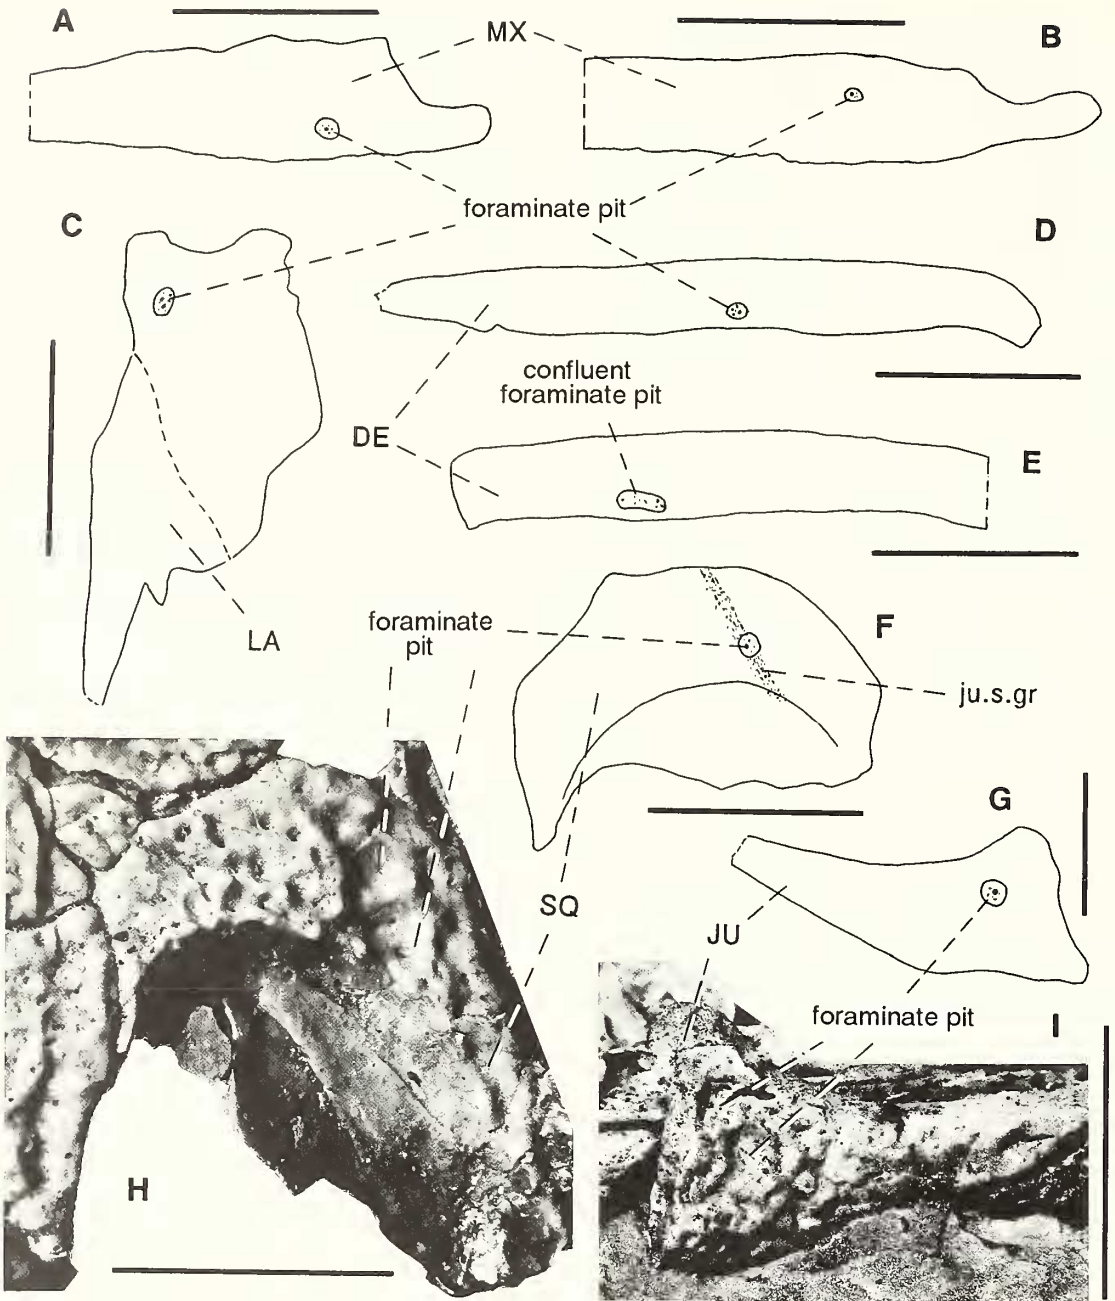 A
MX
B
foraminate pit
C
D
confluent
foraminate pit
DE
E
LA
foraminate
pit
F
ju.s.gr
G
SQ
JU
foraminate pit
I
H